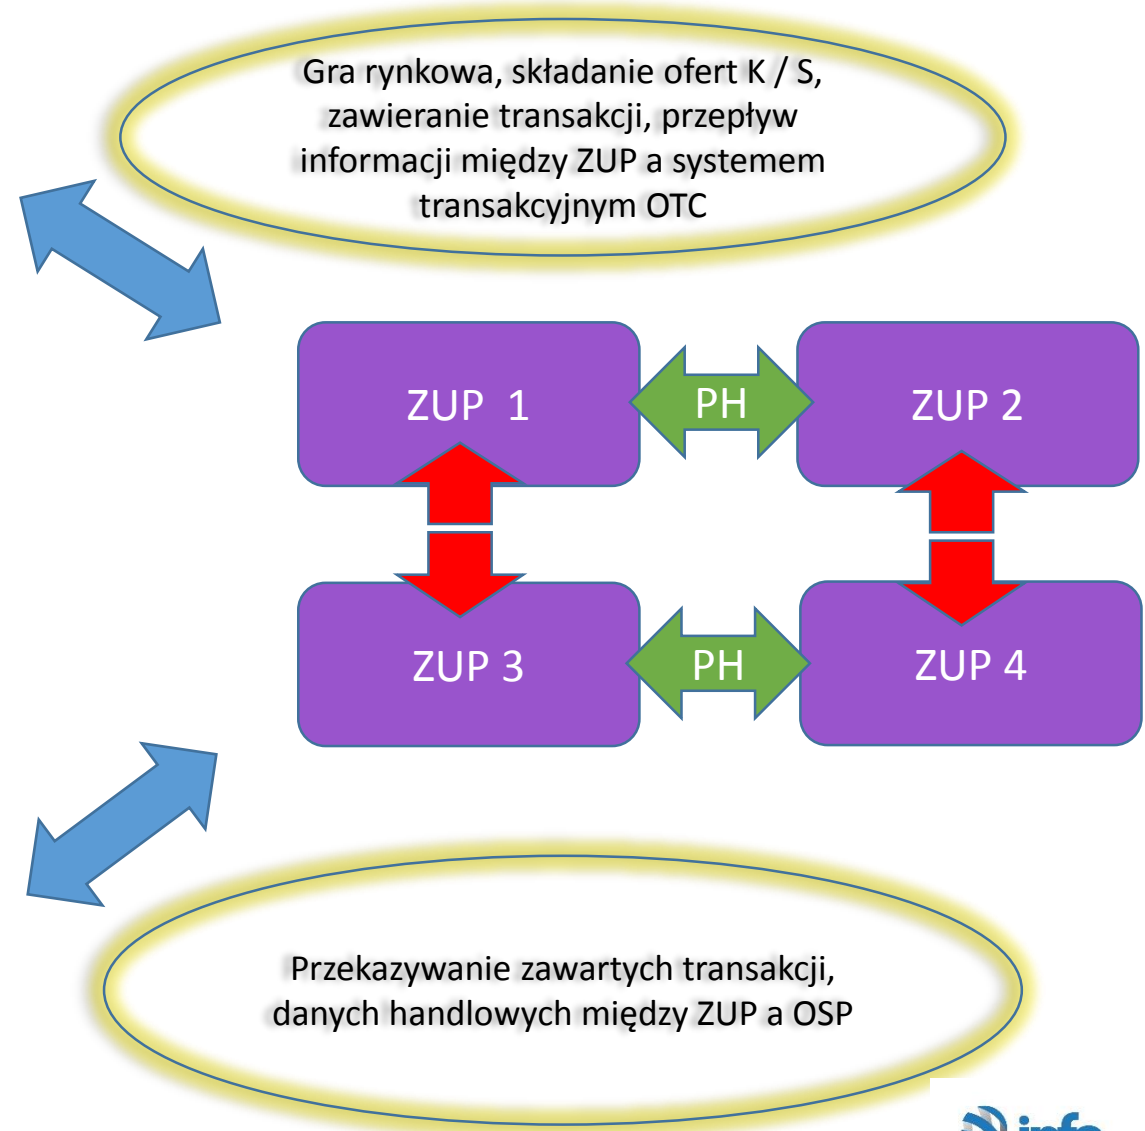 Gra rynkowa, składanie ofert K / S,
zawieranie transakcji, przepływ
informacji między ZUP a systemem
transakcyjnym OTC
ZUP 1
PH
ZUP 2
ZUP 3
PH
ZUP 4
Przekazywanie zawartych transakcji,
danych handlowych między ZUP a OSP